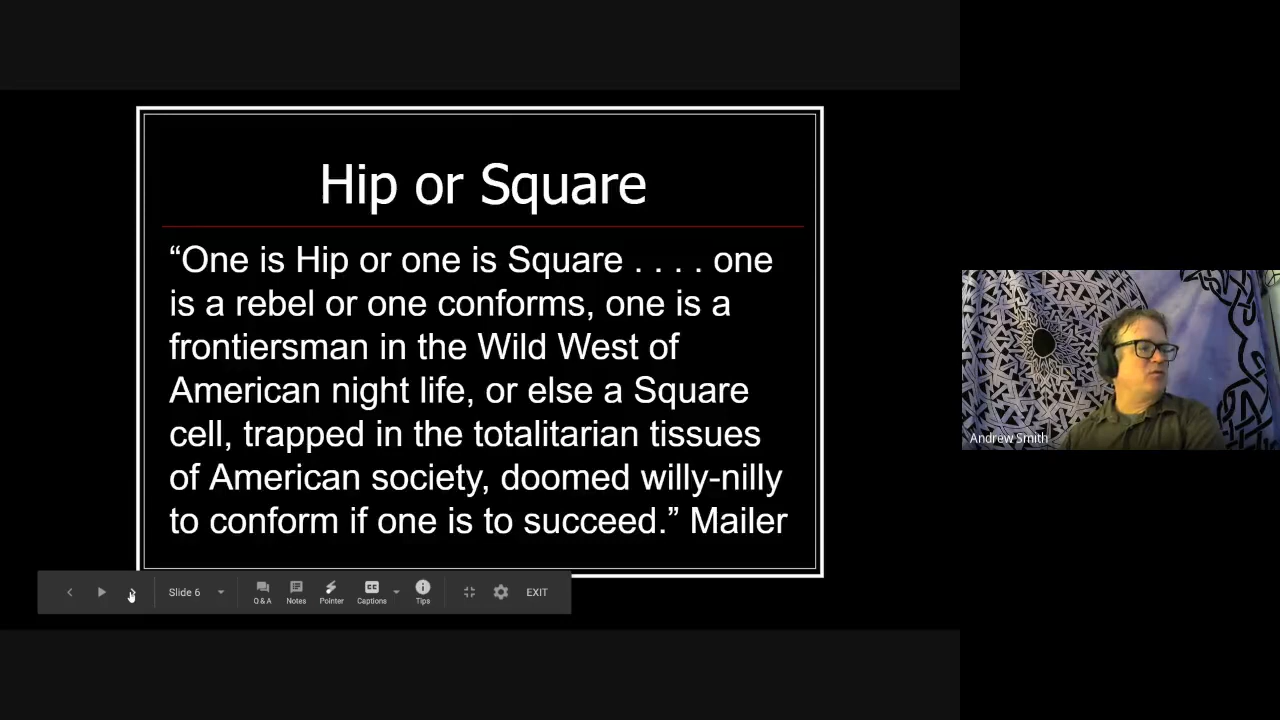 Hip or Square
“One is Hip or one is Square . . . . one
is a rebel or one conforms, one is a
frontiersman in the Wild West of
American night life, or else a Square
cell, trapped in the totalitarian tissues
of American society, doomed willy-nilly
to conform if one is to succeed.” Mailer
Andrew Smith
Slide 6
Q & A
Notes
Pointer
CC
Captions
Tips
EXIT